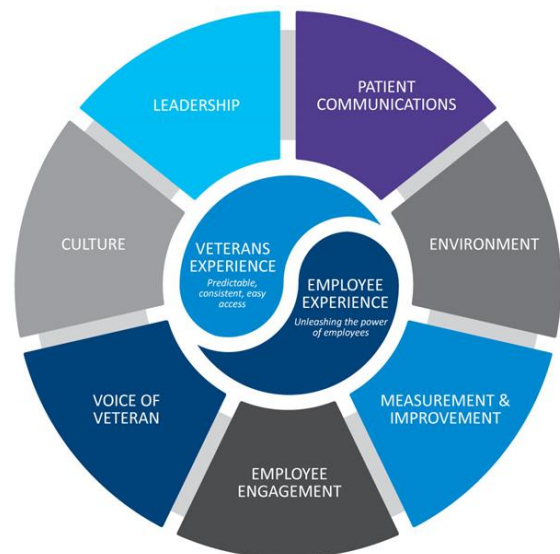 LEADERSHIP
PATIENT
COMMUNICATIONS
CULTURE
VETERANS
EXPERIENCE
Predictable,
consistent, easy
access
EMPLOYEE
EXPERIENCE
Unleashing the power
of employees
ENVIRONMENT
VOICE OF
VETERAN
EMPLOYEE
ENGAGEMENT
MEASUREMENT &
IMPROVEMENT